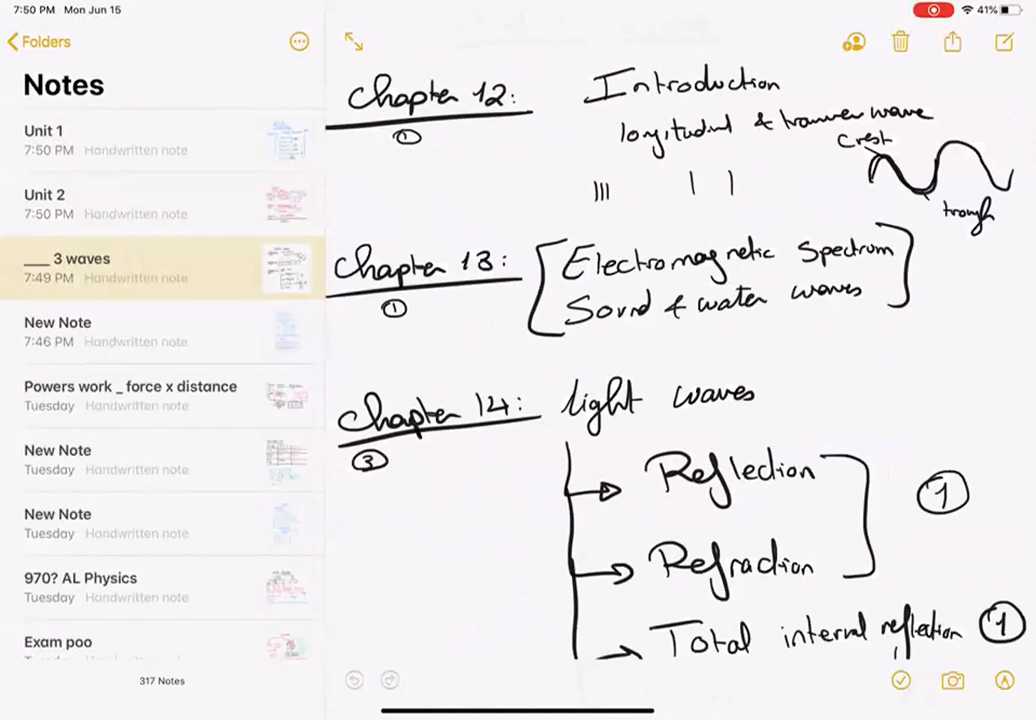 7:50 PM Mon Jun 15
41%
Folders
Notes
Unit 1
7:50 PM Handwritten note
Unit 2
7:50 PM Handwritten note
___ 3 waves
7:49 PM Handwritten note
New Note
7:46 PM Handwritten note
Powers work _ force x distance
Tuesday Handwritten note
New Note
Tuesday Handwritten note
New Note
Tuesday Handwritten note
970? AL Physics
Tuesday Handwritten note
Exam poo
317 Notes
Chapter 12: Introduction
1
longitudinal & wave
Crest
trough
Chapter 13: Electromagnetic Spectrum
1
Sound & water waves
Chapter 14: light waves
3
Reflection
1
Refraction
Total internal reflection 1